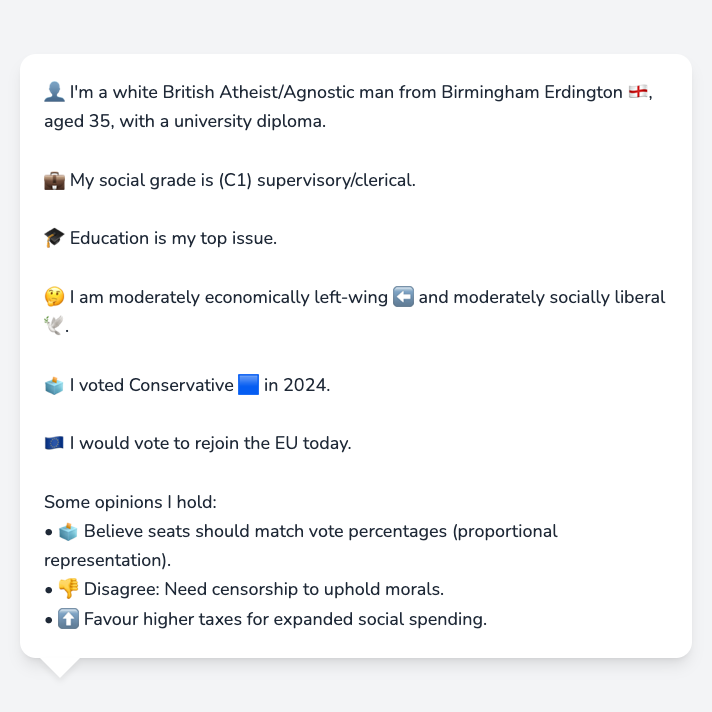 👤 I'm a white British Atheist/Agnostic man from Birmingham Erdington 🏴󠁧󠁢󠁥󠁮󠁧󠁿,
aged 35, with a university diploma.
💼 My social grade is (C1) supervisory/clerical.
🎓 Education is my top issue.
🤔 I am moderately economically left-wing ⬅️ and moderately socially liberal
🕊️.
🗳️ I voted Conservative 🟦 in 2024.
🇪🇺 I would vote to rejoin the EU today.
Some opinions I hold:
• 🗳️ Believe seats should match vote percentages (proportional
representation).
• 👎 Disagree: Need censorship to uphold morals.
• ⬆️ Favour higher taxes for expanded social spending.